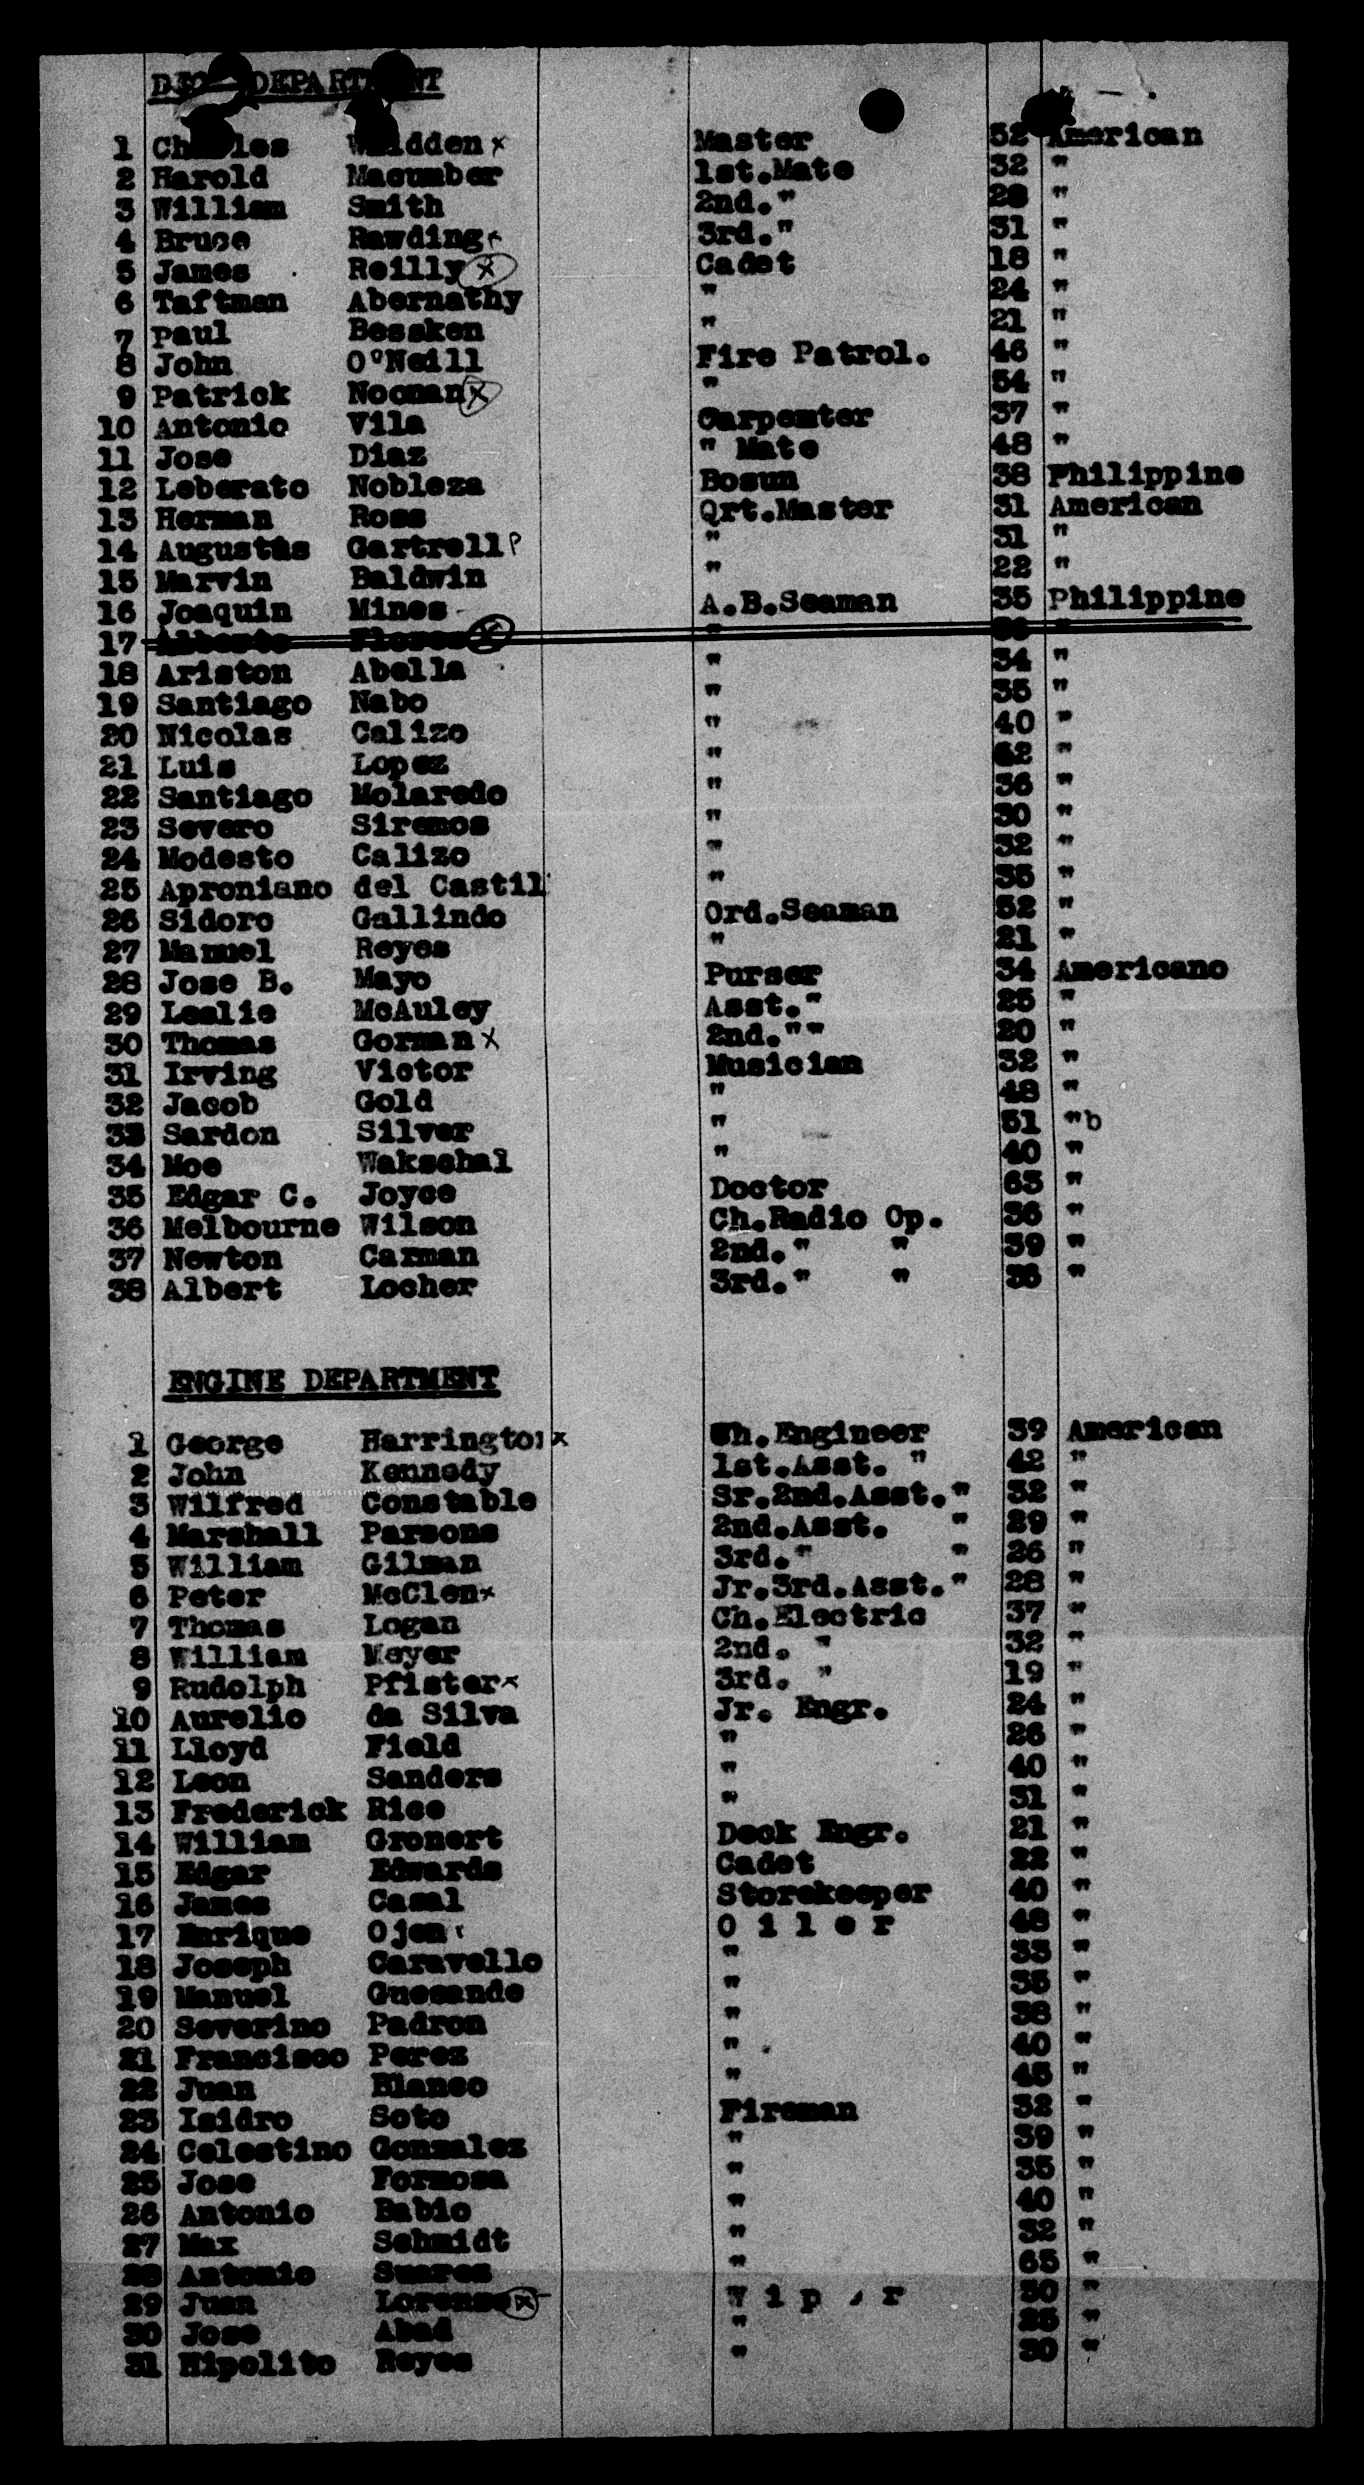 DEPARTMENT
1 Master 52 American
2 Harold Macumber 1st.Mate 32 "
3 William Smith 2nd." 28 "
4 Bruce Rawding 3rd." 31 "
5 James Reilly x Cadet 18 "
6 Taftman Abernathy " 24 "
7 Paul Bessken " 21 "
8 John O'Neill Fire Patrol. 46 "
9 Patrick Noonan x " 54 "
10 Antonio Vila Carpenter 37 "
11 Jose Diaz " Mate 48 "
12 Leberato Nobleza Bosun 38 Philippine
13 Herman Ross Qrt.Master 31 American
14 Augustus Gartrell ? " 31 "
15 Marvin Baldwin " 22 "
16 Joaquin Mines A.B.Seaman 35 Philippine
17 Alberto Flores x " "
18 Ariston Abella " 34 "
19 Santiago Nabo " 35 "
20 Nicolas Calizo " 40 "
21 Luis Lopez " "
22 Santiago Molaredo " 36 "
23 Severo Siremos " 30 "
24 Modesto Calizo " 32 "
25 Aproniano del Castil " 35 "
26 Sidoro Gallindo Ord.Seaman 52 "
27 Manuel Reyes " 21 "
28 Jose B. Mayo Purser 34 Americano
29 Leslie McAuley Asst." 25 "
30 Thomas Gorman x 2nd."" 20 "
31 Irving Victor Musician 32 "
32 Jacob Gold " 48 "
33 Sardon Silver " 51 "b
34 Moe Wakschal " 40 "
35 Edgar C. Joyce Doctor 63 "
36 Melbourne Wilson Ch.Radio Op. 36 "
37 Newton Carman 2nd." " 39 "
38 Albert Locher 3rd." " 36 "
ENGINE DEPARTMENT
1 George Harrington x Ch.Engineer 39 American
2 John Kennedy 1st.Asst. " 42 "
3 Wilfred Constable Sr.2nd.Asst." 32 "
4 Marshall Parsons 2nd.Asst. " 29 "
5 William Gilman 3rd." " 26 "
6 Peter McClen x Jr.3rd.Asst." 28 "
7 Thomas Logan Ch.Electric 37 "
8 William Meyer 2nd. " 32 "
9 Rudolph Pfister x 3rd. " 19 "
10 Aurelio da Silva Jr. Engr. 24 "
11 Lloyd Field " 26 "
12 Leon Sanders " 40 "
13 Frederick Rice " 31 "
14 William Gronert Deck Engr. 21 "
15 Edgar Edwards Cadet 22 "
16 James Casal Storekeeper 40 "
17 Enrique Ojen O i l e r 48 "
18 Joseph Caravello " 33 "
19 Manuel Guesande " 35 "
20 Severino Padron " 38 "
21 Francisco Perez " 40 "
22 Juan Blanco " 45 "
23 Isidro Soto Fireman 32 "
24 Celestino Gonzalez " 39 "
25 Jose Formosa " 35 "
26 Antonio Babio " 40 "
27 Max Schmidt " 32 "
28 Antonio Suarez " 63 "
29 Juan x W i p e r 30 "
30 Jose Abad " 25 "
31 Hipolito Reyes " 30 "